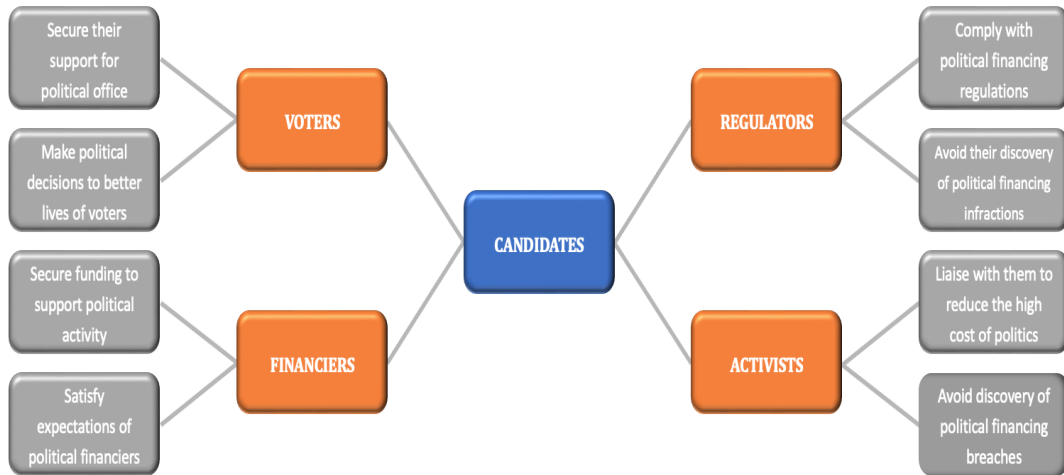 Secure their
support for
political office
Make political
decisions to better
lives of voters
VOTERS
Secure funding to
support political
activity
Satisfy
expectations of
political financiers
FINANCIERS
CANDIDATES
REGULATORS
Comply with
political financing
regulations
Avoid their discovery
of political financing
infractions
ACTIVISTS
Liaise with them to
reduce the high
cost of politics
Avoid discovery of
political financing
breaches